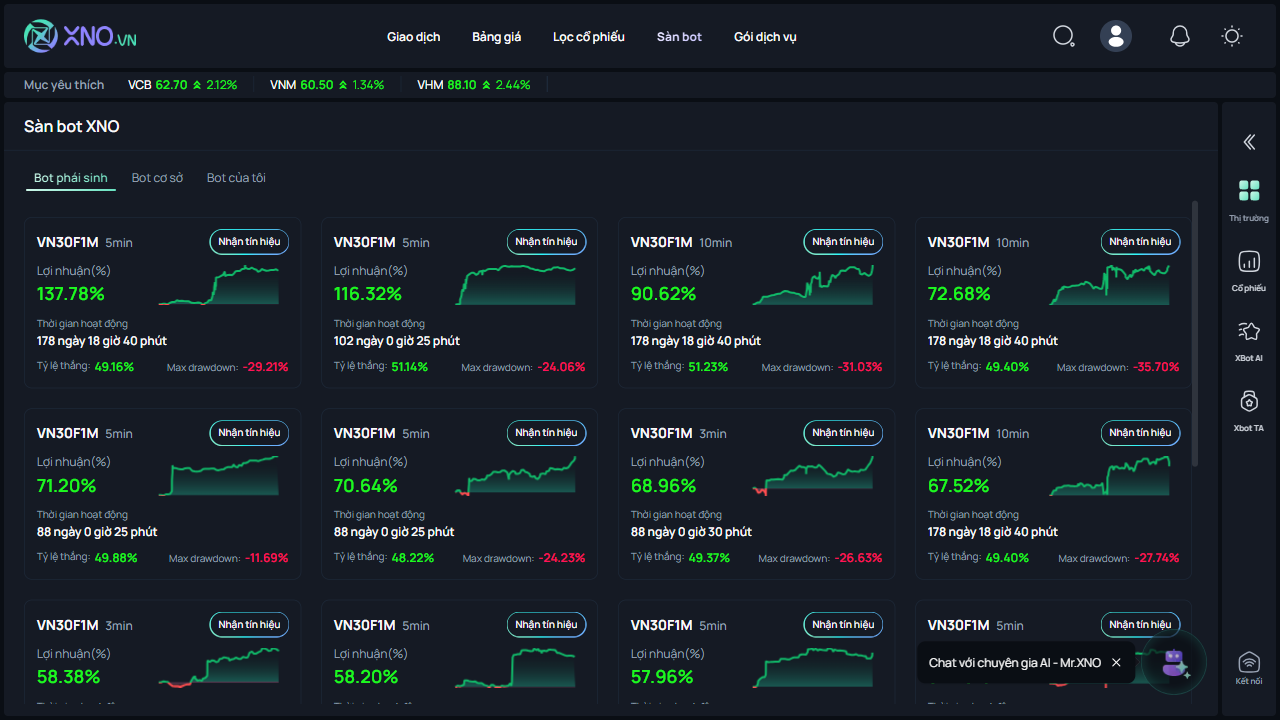 XNO.VN
Giao dịch Bảng giá Lọc cổ phiếu Sàn bot Gói dịch vụ
Mục yêu thích VCB 62.70 2.12% VNM 60.50 1.34% VHM 88.10 2.44%
Sàn bot XNO
Bot phái sinh Bot cơ sở Bot của tôi
VN30F1M 5min Nhận tín hiệu
Lợi nhuận(%)
137.78%
Thời gian hoạt động
178 ngày 18 giờ 40 phút
Tỷ lệ thắng: 49.16% Max drawdown: -29.21%
VN30F1M 5min Nhận tín hiệu
Lợi nhuận(%)
116.32%
Thời gian hoạt động
102 ngày 0 giờ 25 phút
Tỷ lệ thắng: 51.14% Max drawdown: -24.06%
VN30F1M 10min Nhận tín hiệu
Lợi nhuận(%)
90.62%
Thời gian hoạt động
178 ngày 18 giờ 40 phút
Tỷ lệ thắng: 51.23% Max drawdown: -31.03%
VN30F1M 10min Nhận tín hiệu
Lợi nhuận(%)
72.68%
Thời gian hoạt động
178 ngày 18 giờ 40 phút
Tỷ lệ thắng: 49.40% Max drawdown: -35.70%
VN30F1M 5min Nhận tín hiệu
Lợi nhuận(%)
71.20%
Thời gian hoạt động
88 ngày 0 giờ 25 phút
Tỷ lệ thắng: 49.88% Max drawdown: -11.69%
VN30F1M 5min Nhận tín hiệu
Lợi nhuận(%)
70.64%
Thời gian hoạt động
88 ngày 0 giờ 25 phút
Tỷ lệ thắng: 48.22% Max drawdown: -24.23%
VN30F1M 3min Nhận tín hiệu
Lợi nhuận(%)
68.96%
Thời gian hoạt động
88 ngày 0 giờ 30 phút
Tỷ lệ thắng: 49.37% Max drawdown: -26.63%
VN30F1M 10min Nhận tín hiệu
Lợi nhuận(%)
67.52%
Thời gian hoạt động
178 ngày 18 giờ 40 phút
Tỷ lệ thắng: 49.40% Max drawdown: -27.74%
VN30F1M 3min Nhận tín hiệu
Lợi nhuận(%)
58.38%
VN30F1M 5min Nhận tín hiệu
Lợi nhuận(%)
58.20%
VN30F1M 5min Nhận tín hiệu
Lợi nhuận(%)
57.96%
VN30F1M 5min Nhận tín hiệu
Chat với chuyên gia AI - Mr.XNO
Thị trường
Cổ phiếu
XBot AI
Xbot TA
Kết nối